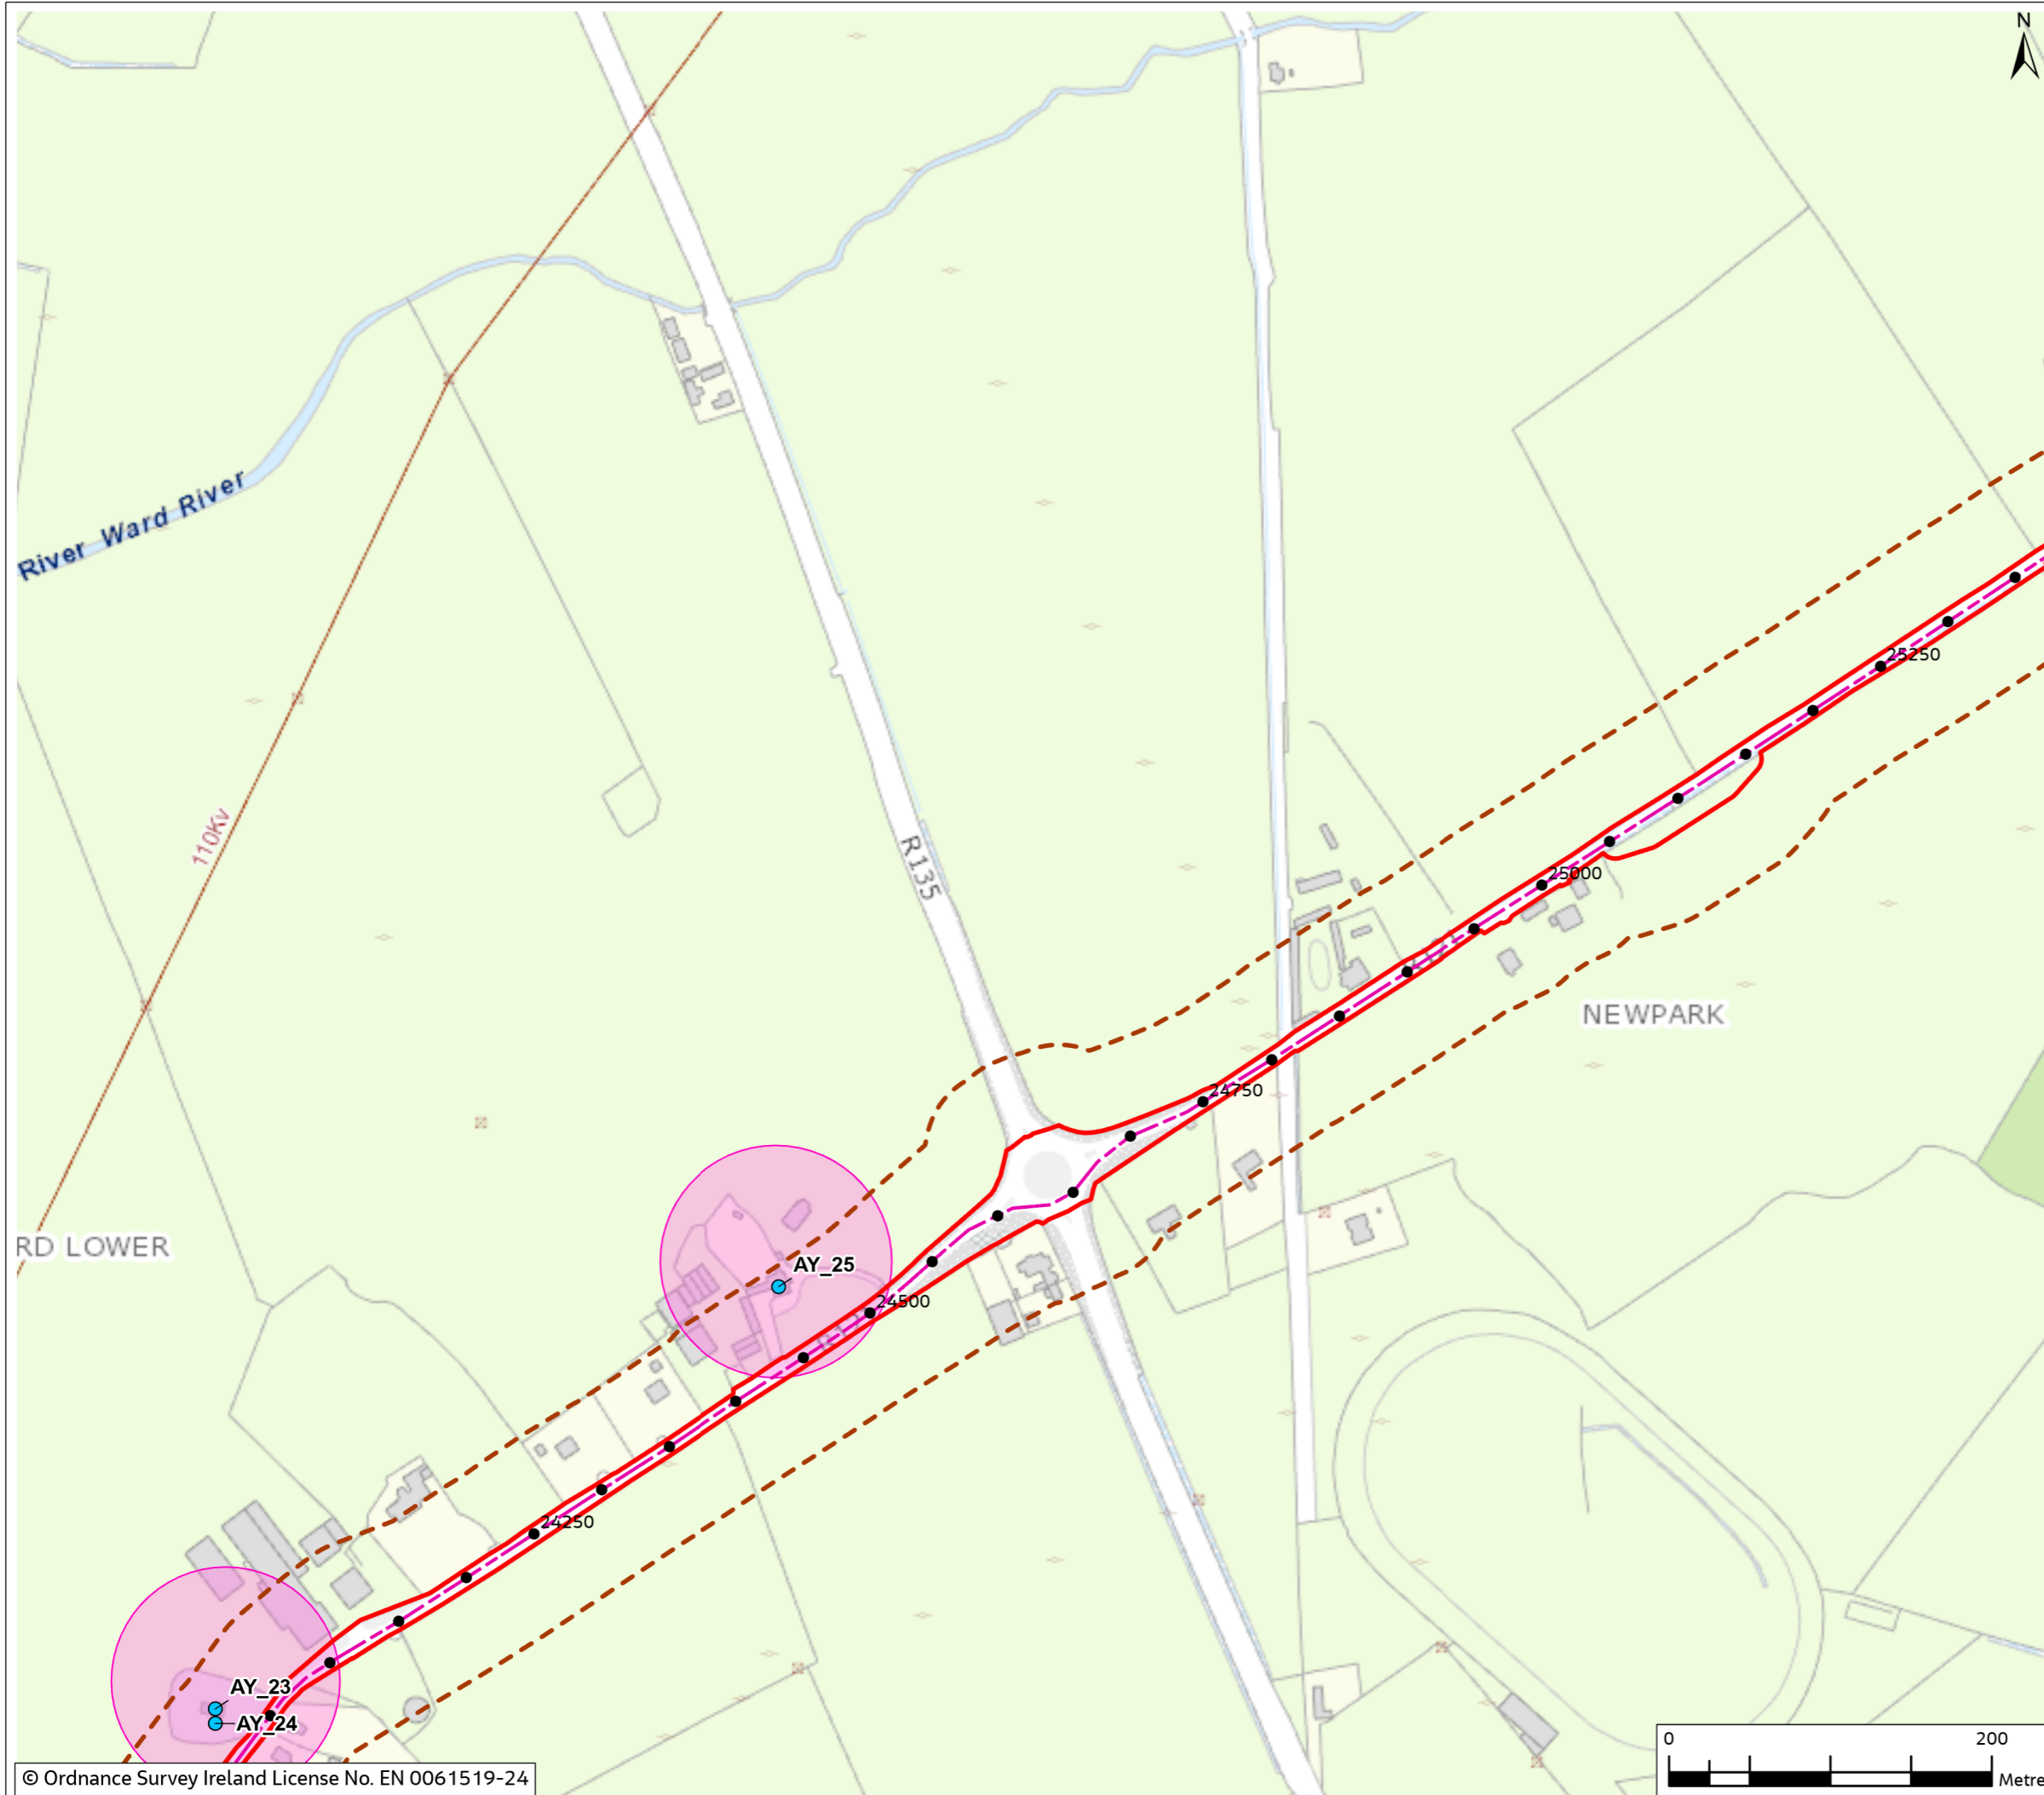 N
River Ward River
25250
110Kv
R135
25000
NEWPARK
24750
RD LOWER
AY_25
24500
24250
AY_23
AY_24
0 200
Metre
© Ordnance Survey Ireland License No. EN 0061519-24